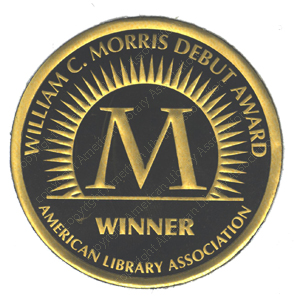 WILLIAM C. MORRIS DEBUT AWARD
M
WINNER
AMERICAN LIBRARY ASSOCIATION